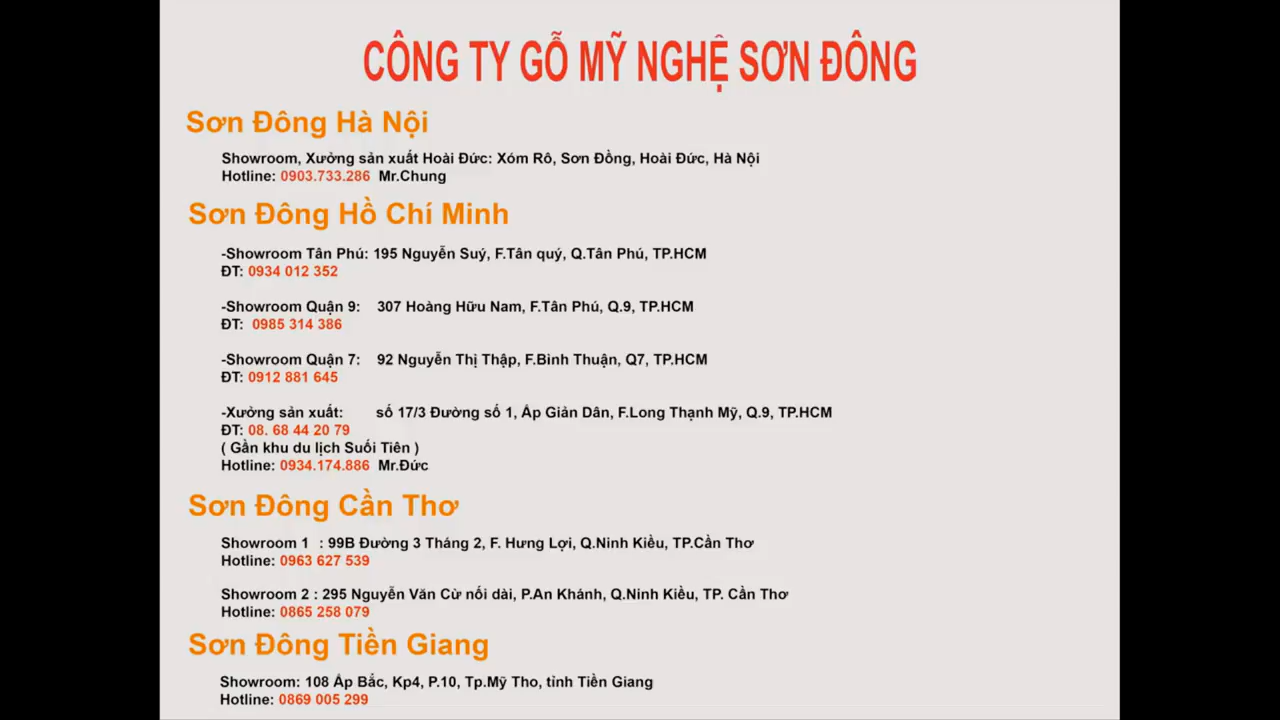 CÔNG TY GỖ MỸ NGHỆ SƠN ĐÔNG
Sơn Đông Hà Nội
Showroom, Xưởng sản xuất Hoài Đức: Xóm Rô, Sơn Đồng, Hoài Đức, Hà Nội
Hotline: 0903.733.286 Mr.Chung
Sơn Đông Hồ Chí Minh
-Showroom Tân Phú: 195 Nguyễn Suý, F.Tân quý, Q.Tân Phú, TP.HCM
ĐT: 0934 012 352
-Showroom Quận 9: 307 Hoàng Hữu Nam, F.Tân Phú, Q.9, TP.HCM
ĐT: 0985 314 386
-Showroom Quận 7: 92 Nguyễn Thị Thập, F.Bình Thuận, Q7, TP.HCM
ĐT: 0912 881 645
-Xưởng sản xuất: số 17/3 Đường số 1, Ấp Giản Dân, F.Long Thạnh Mỹ, Q.9, TP.HCM
ĐT: 08. 68 44 20 79
( Gần khu du lịch Suối Tiên )
Hotline: 0934.174.886 Mr.Đức
Sơn Đông Cần Thơ
Showroom 1 : 99B Đường 3 Tháng 2, F. Hưng Lợi, Q.Ninh Kiều, TP.Cần Thơ
Hotline: 0963 627 539
Showroom 2 : 295 Nguyễn Văn Cừ nối dài, P.An Khánh, Q.Ninh Kiều, TP. Cần Thơ
Hotline: 0865 258 079
Sơn Đông Tiền Giang
Showroom: 108 Ấp Bắc, Kp4, P.10, Tp.Mỹ Tho, tỉnh Tiền Giang
Hotline: 0869 005 299